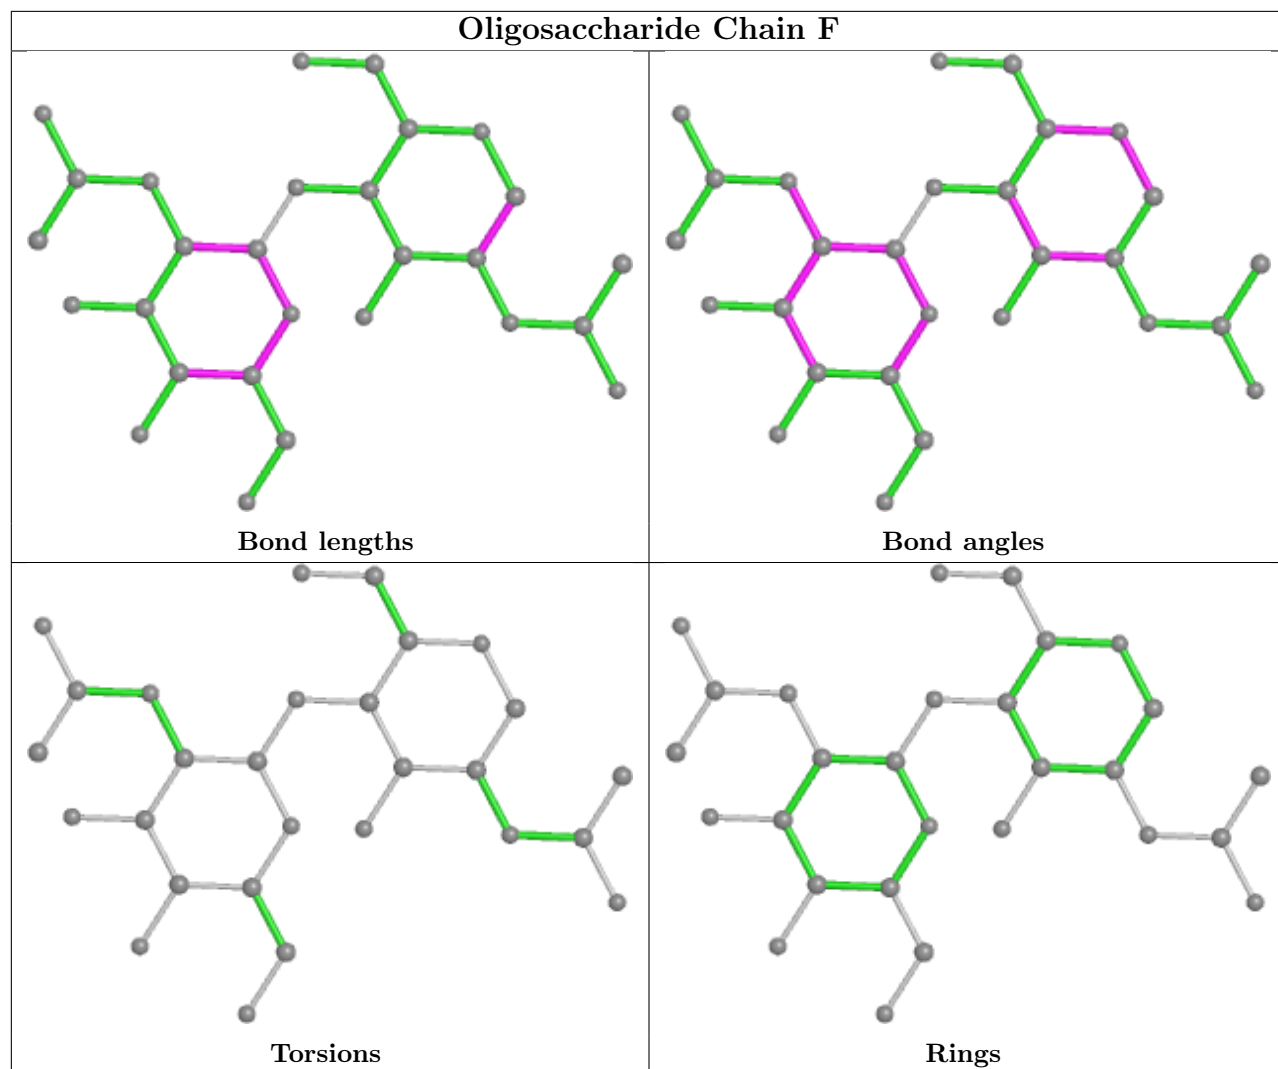 Oligosaccharide Chain F
Bond lengths
Bond angles
Torsions
Rings